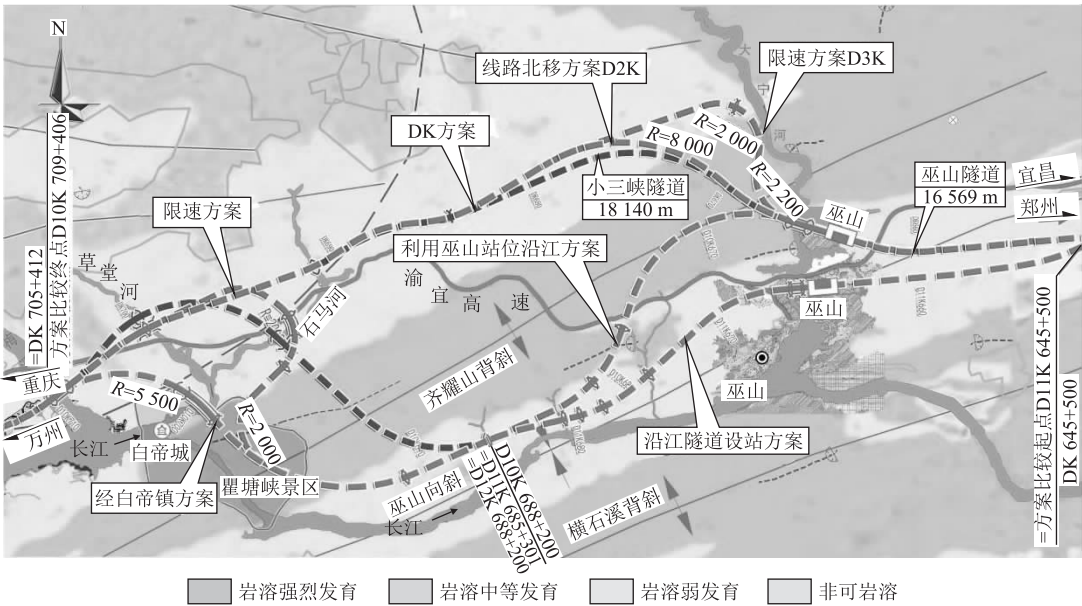 N
线路北移方案D2K
限速方案D3K
大
宁
河
DK方案
R=8 000
R=2 000
R=2 200
小三峡隧道
18 140 m
巫山隧道
16 569 m
宜昌
郑州
巫山
限速方案
利用巫山站位沿江方案
=DK 705+412
方案比较终点D10K 709+406
草堂河
石马河
渝宜高速
巫山
重庆
万州
R=5 500
R=2 000
齐耀山背斜
巫山
长江
白帝城
沿江隧道设站方案
经白帝镇方案
瞿塘峡景区
巫山向斜
长江
D10K 688+200
=D11K 685+301
=D12K 688+200
横石溪背斜
=方案比较起点D11K 645+500
DK 645+500
岩溶强烈发育
岩溶中等发育
岩溶弱发育
非可岩溶